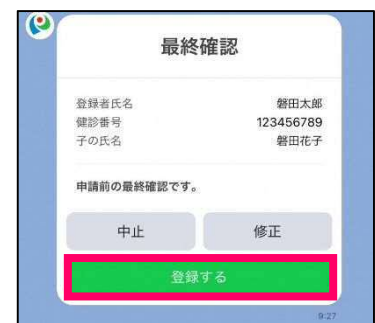 最終確認
登録者氏名 磐田太郎
健診番号 123456789
子の氏名 磐田花子
申請前の最終確認です。
中止 修正
登録する
9:27